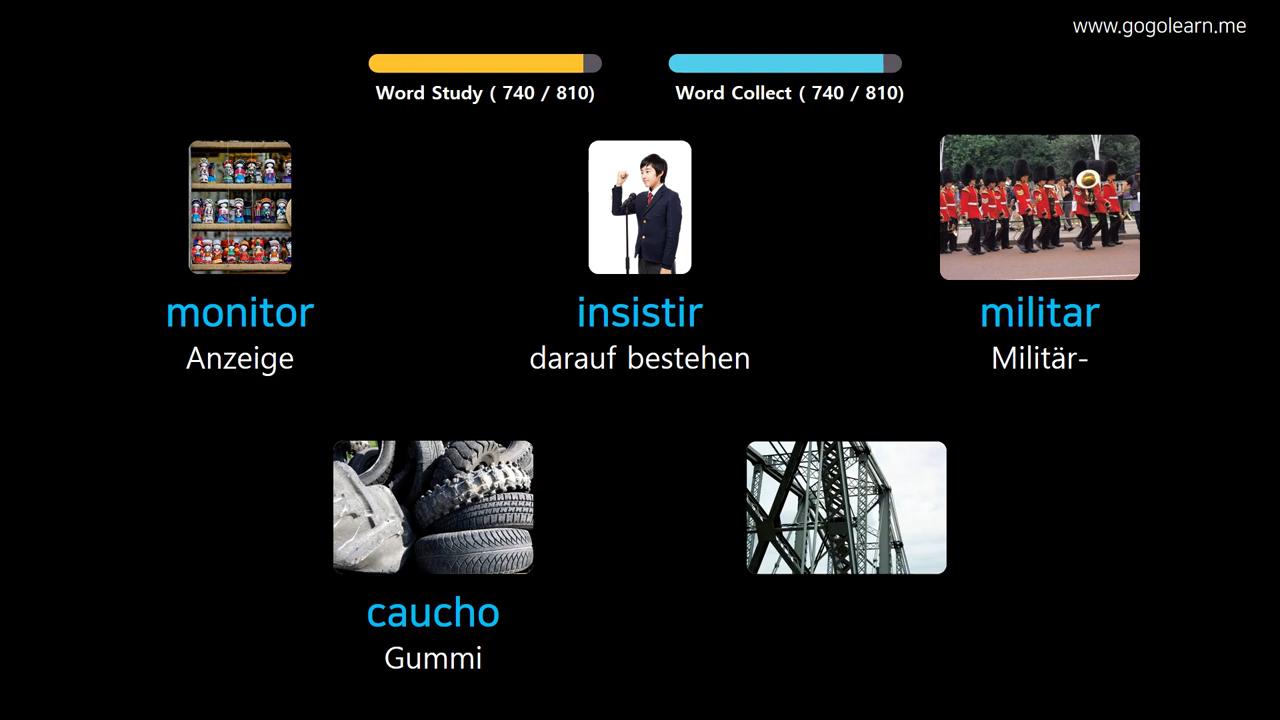 www.gogolearn.me
Word Study ( 740 / 810)
Word Collect ( 740 / 810)
monitor
Anzeige
insistir
darauf bestehen
militar
Militär-
caucho
Gummi